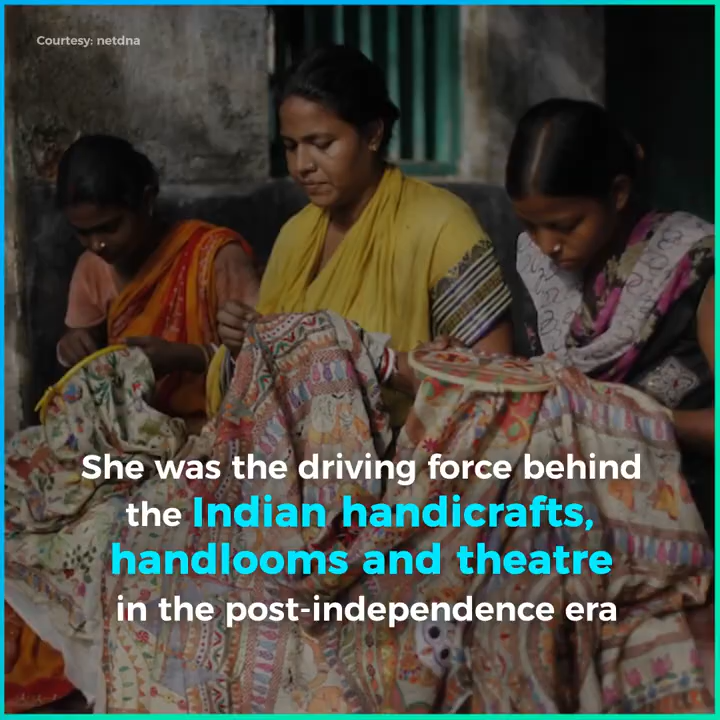 Courtesy: netdna
She was the driving force behind
the Indian handicrafts,
handlooms and theatre
in the post-independence era